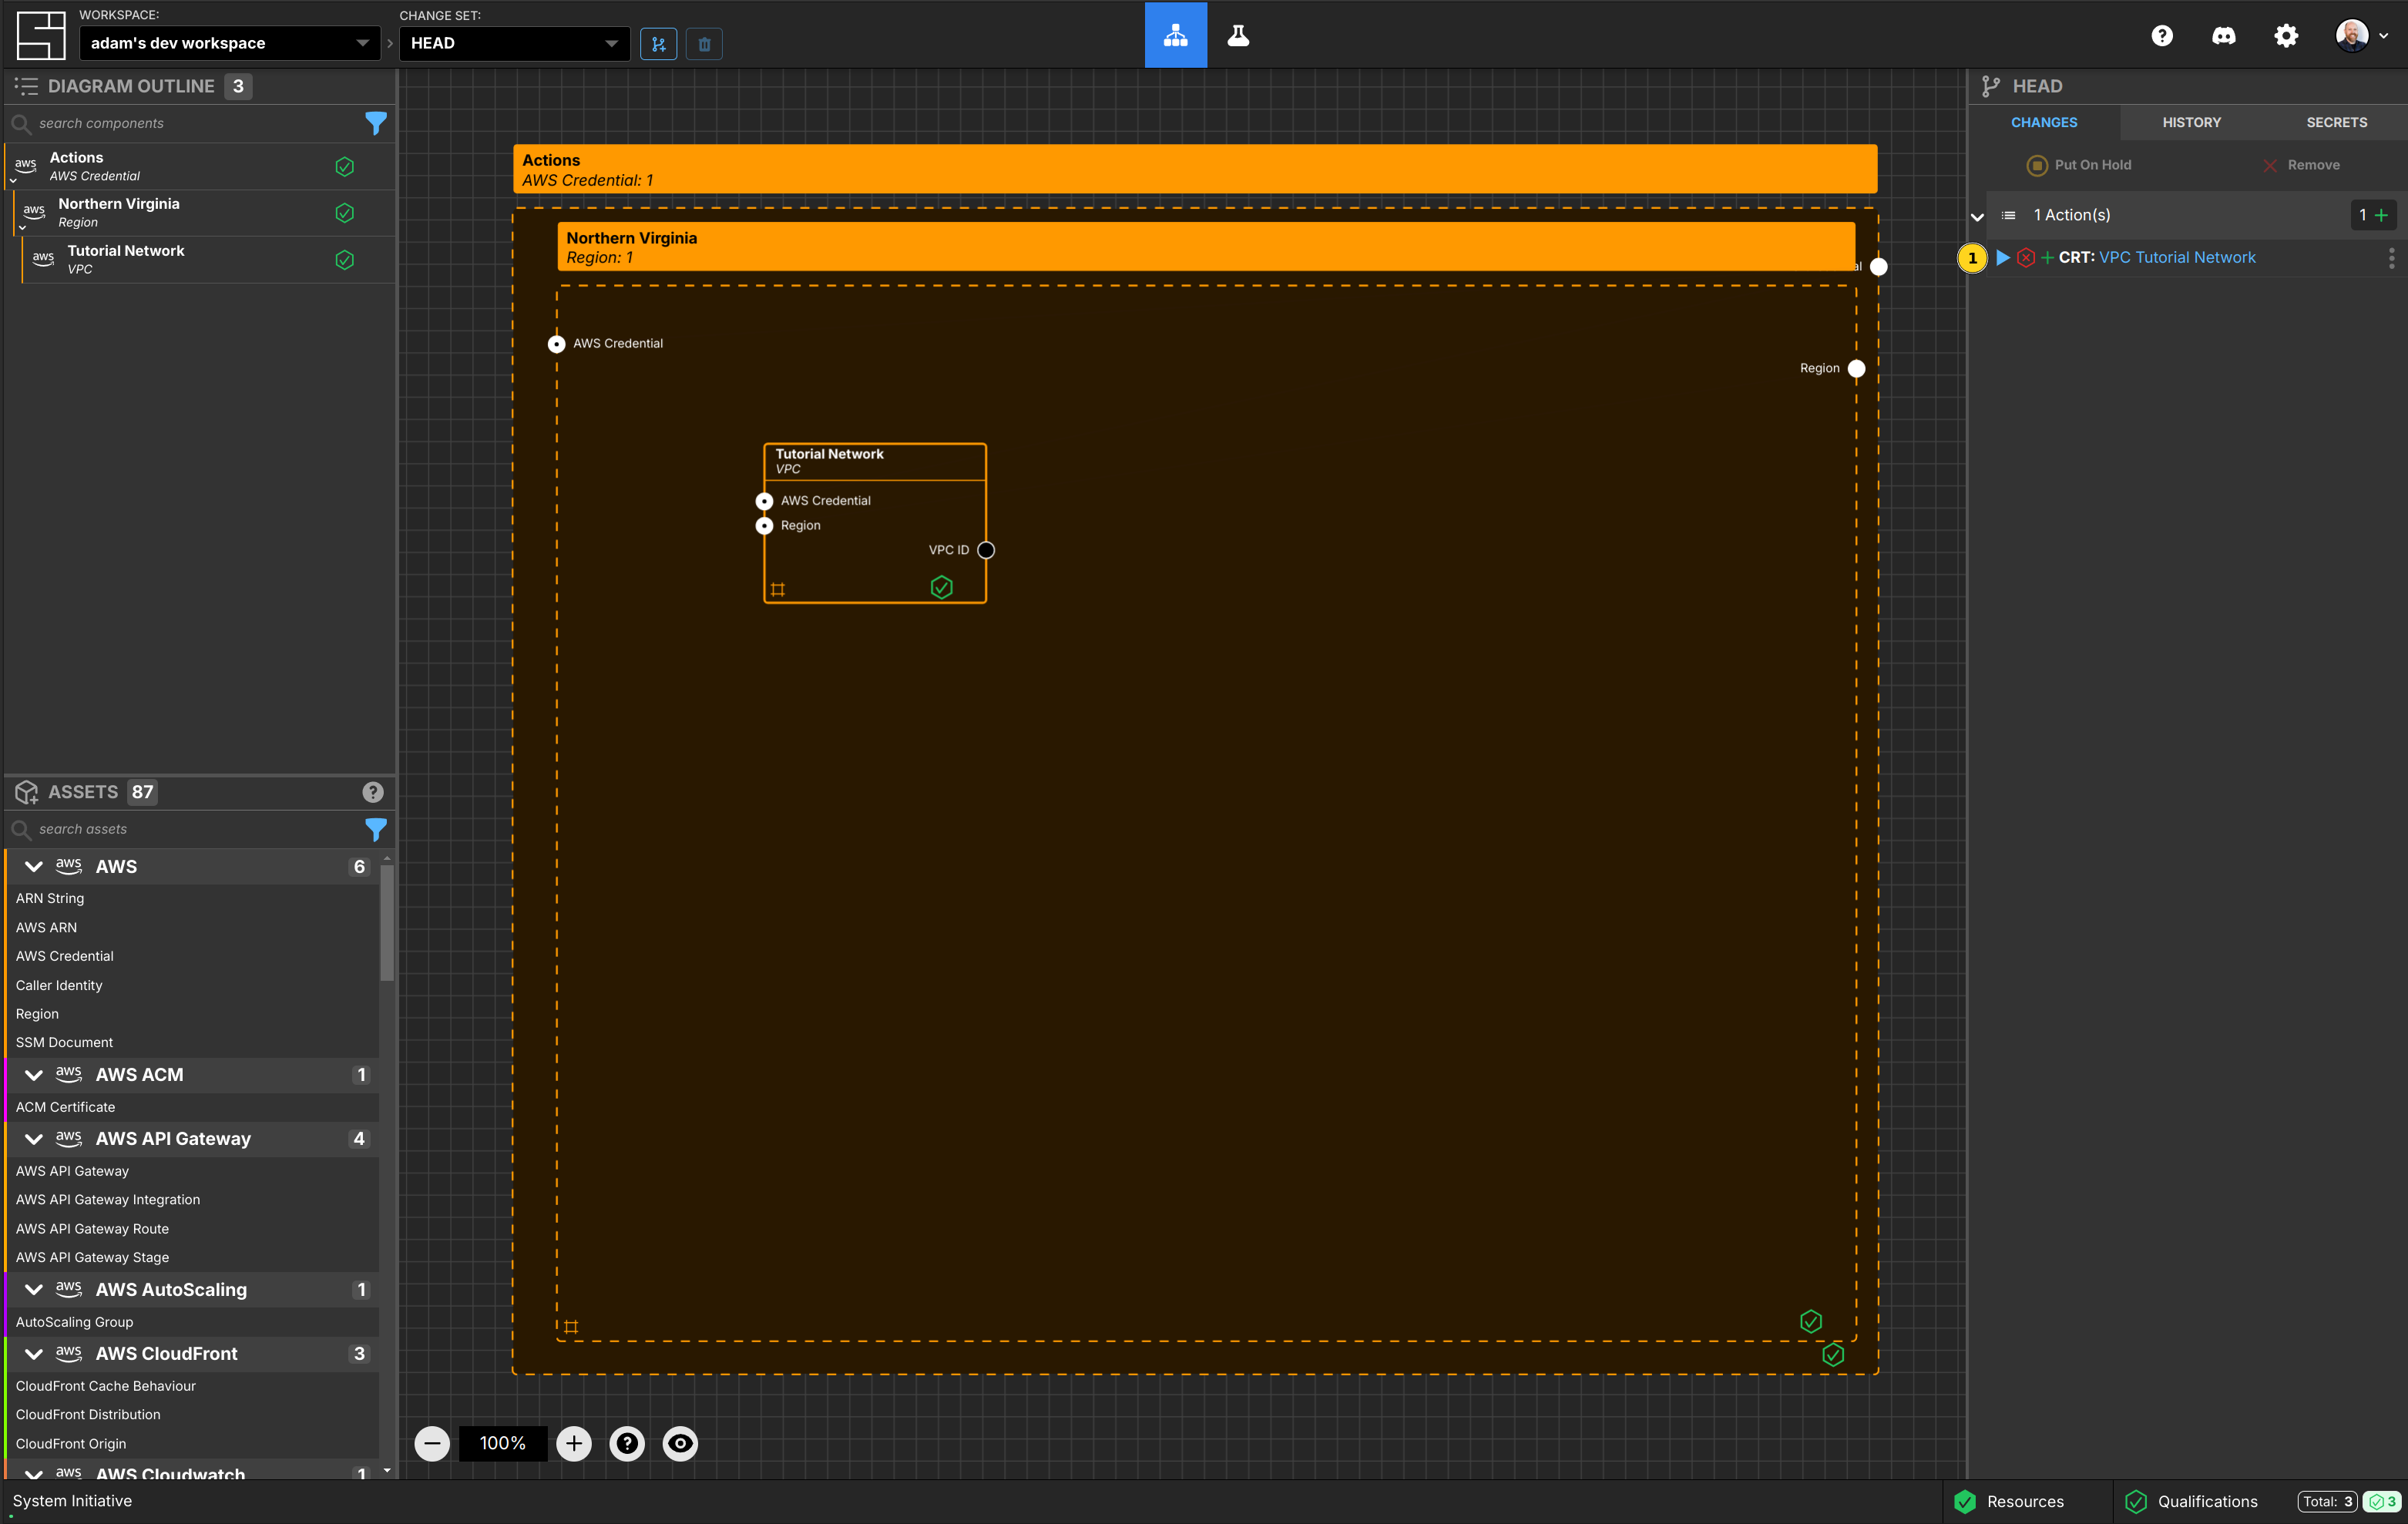 WORKSPACE:
adam's dev workspace
CHANGE SET:
HEAD
DIAGRAM OUTLINE 3
search components
aws
Actions
AWS Credential
aws
Northern Virginia
Region
aws
Tutorial Network
VPC
ASSETS 87
search assets
aws AWS 6
ARN String
AWS ARN
AWS Credential
Caller Identity
Region
SSM Document
aws AWS ACM 1
ACM Certificate
aws AWS API Gateway 4
AWS API Gateway
AWS API Gateway Integration
AWS API Gateway Route
AWS API Gateway Stage
aws AWS AutoScaling 1
AutoScaling Group
aws AWS CloudFront 3
CloudFront Cache Behaviour
CloudFront Distribution
CloudFront Origin
aws AWS Cloudwatch 1
Actions
AWS Credential: 1
Northern Virginia
Region: 1
al
AWS Credential
Region
Tutorial Network
VPC
AWS Credential
Region
VPC ID
100%
HEAD
CHANGES
HISTORY
SECRETS
Put On Hold
Remove
1 Action(s)
1 +
1
+ CRT: VPC Tutorial Network
System Initiative
Resources
Qualifications
Total: 3
3